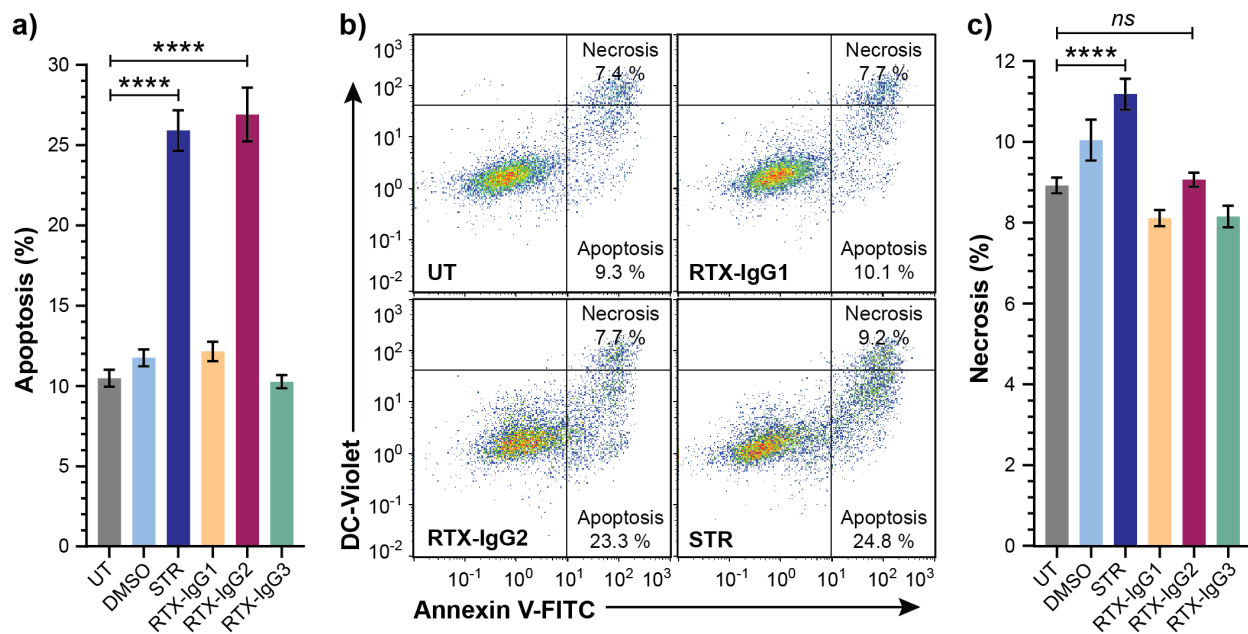 a)
****
****
30
25
20
15
10
5
0
Apoptosis (%)
UT
DMSO
STR
RTX-IgG1
RTX-IgG2
RTX-IgG3
b)
10³
10²
10¹
10⁰
10⁻¹
10⁻²
Necrosis
7.4 %
Apoptosis
9.3 %
UT
Necrosis
7.7 %
Apoptosis
10.1 %
RTX-IgG1
10³
10²
10¹
10⁰
10⁻¹
10⁻²
Necrosis
7.7 %
Apoptosis
23.3 %
RTX-IgG2
Necrosis
9.2 %
Apoptosis
24.8 %
STR
10⁻¹ 10⁰ 10¹ 10² 10³
10⁻¹ 10⁰ 10¹ 10² 10³
DC-Violet
Annexin V-FITC
c)
ns
****
12
10
8
6
4
2
0
Necrosis (%)
UT
DMSO
STR
RTX-IgG1
RTX-IgG2
RTX-IgG3